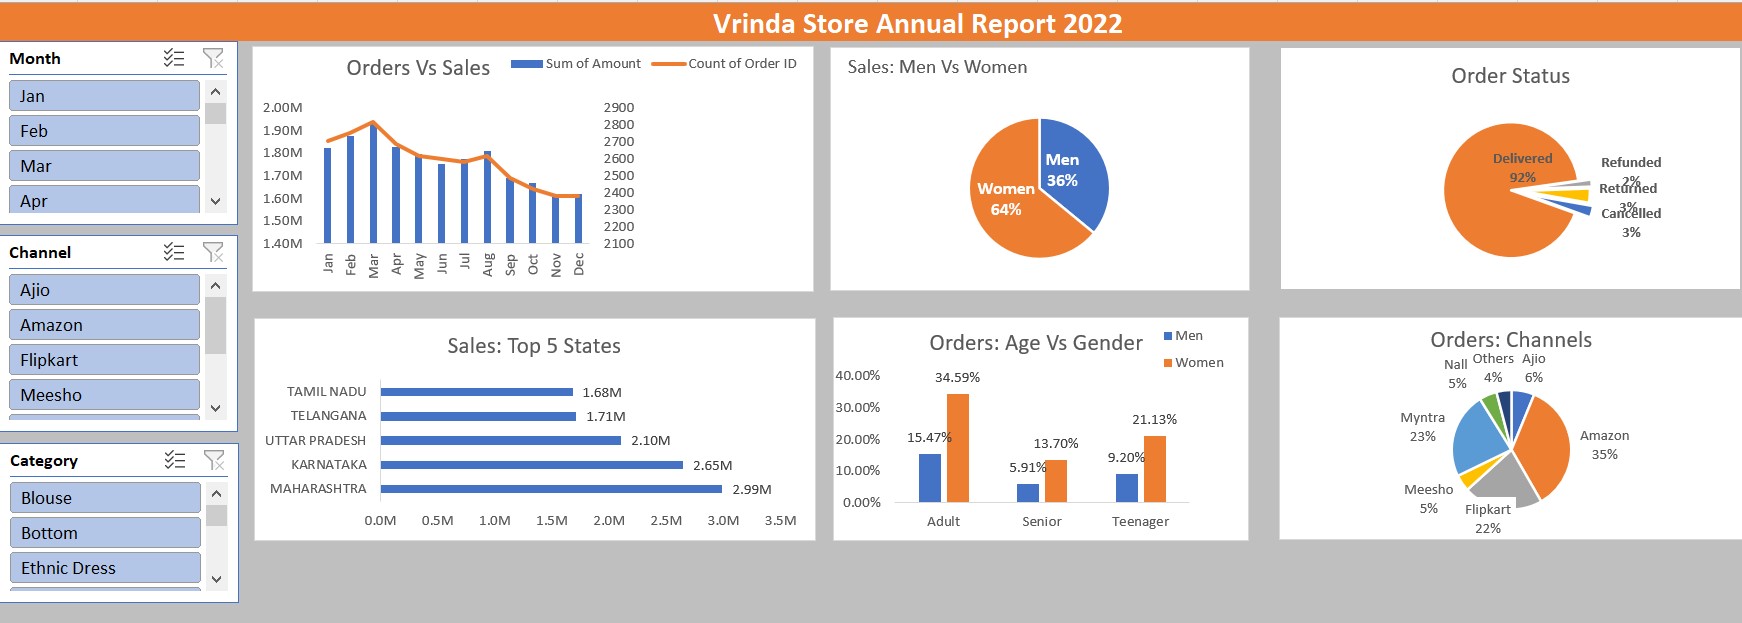 Vrinda Store Annual Report 2022
Month
Jan
Feb
Mar
Apr
Channel
Ajio
Amazon
Flipkart
Meesho
Category
Blouse
Bottom
Ethnic Dress
Orders Vs Sales
Sum of Amount
Count of Order ID
2.00M
1.90M
1.80M
1.70M
1.60M
1.50M
1.40M
2900
2800
2700
2600
2500
2400
2300
2200
2100
Jan
Feb
Mar
Apr
May
Jun
Jul
Aug
Sep
Oct
Nov
Dec
Sales: Men Vs Women
Men
36%
Women
64%
Order Status
Delivered
92%
Refunded
2%
Returned
3%
Cancelled
3%
Sales: Top 5 States
TAMIL NADU
1.68M
TELANGANA
1.71M
UTTAR PRADESH
2.10M
KARNATAKA
2.65M
MAHARASHTRA
2.99M
0.0M 0.5M 1.0M 1.5M 2.0M 2.5M 3.0M 3.5M
Orders: Age Vs Gender
Men
Women
40.00%
30.00%
20.00%
10.00%
0.00%
15.47%
34.59%
5.91%
13.70%
9.20%
21.13%
Adult
Senior
Teenager
Orders: Channels
Nall
5%
Others
4%
Ajio
6%
Myntra
23%
Amazon
35%
Meesho
5%
Flipkart
22%